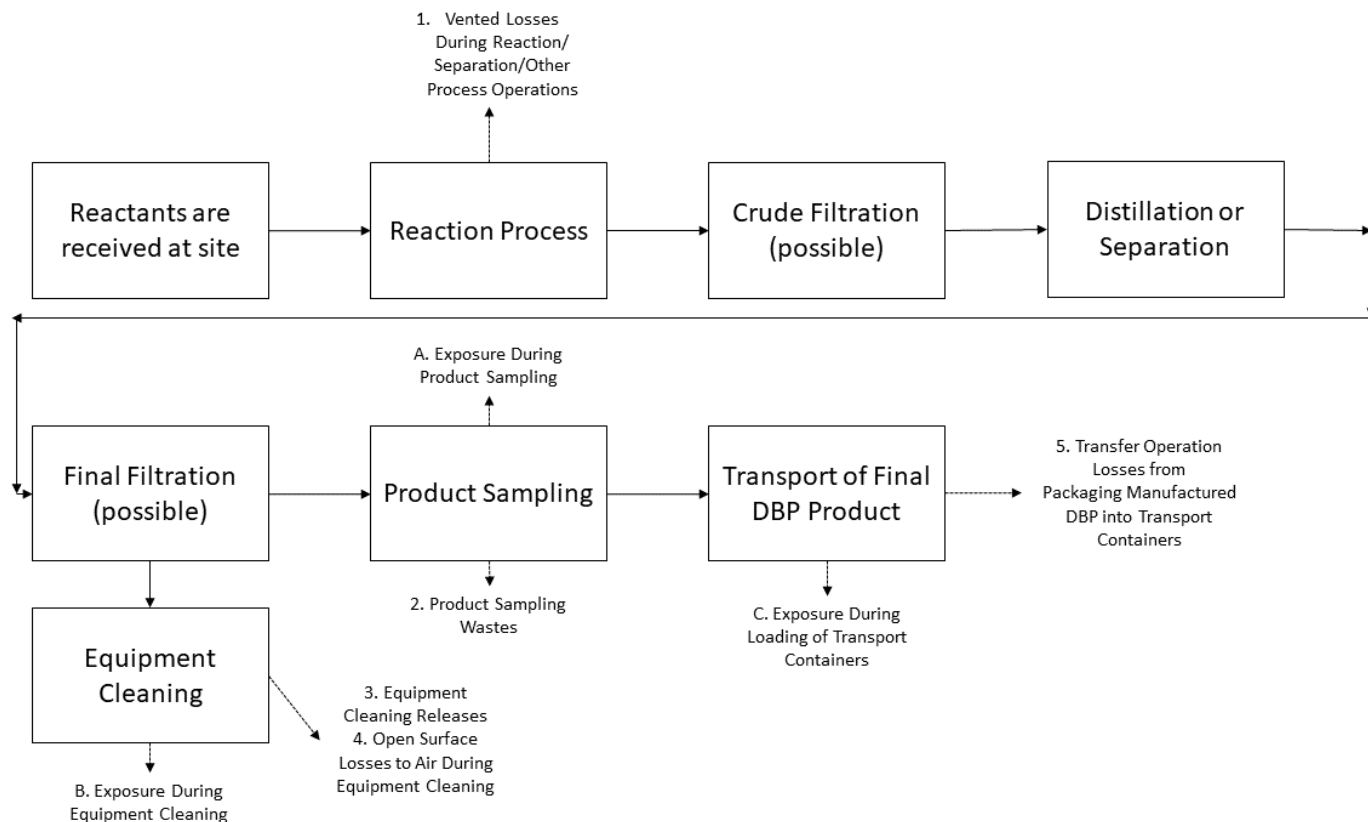 1. Vented Losses
During Reaction/
Separation/Other
Process Operations
Reactants are
received at site
Reaction Process
Crude Filtration
(possible)
Distillation or
Separation
A. Exposure During
Product Sampling
Final Filtration
(possible)
Product Sampling
Transport of Final
DBP Product
5. Transfer Operation
Losses from
Packaging Manufactured
DBP into Transport
Containers
2. Product Sampling
Wastes
C. Exposure During
Loading of Transport
Containers
Equipment
Cleaning
3. Equipment
Cleaning Releases
4. Open Surface
Losses to Air During
Equipment Cleaning
B. Exposure During
Equipment Cleaning